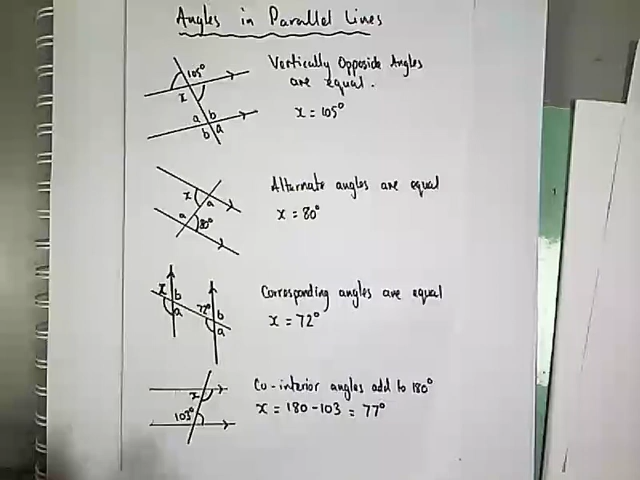 Angles in Parallel Lines
105°
x
a b
b a
Vertically Opposite Angles
are equal.
x = 105°
x
a
a
80°
Alternate angles are equal
x = 80°
x b
a
72° b
a
Corresponding angles are equal
x = 72°
x
103°
Co-interior angles add to 180°
x = 180 - 103 = 77°